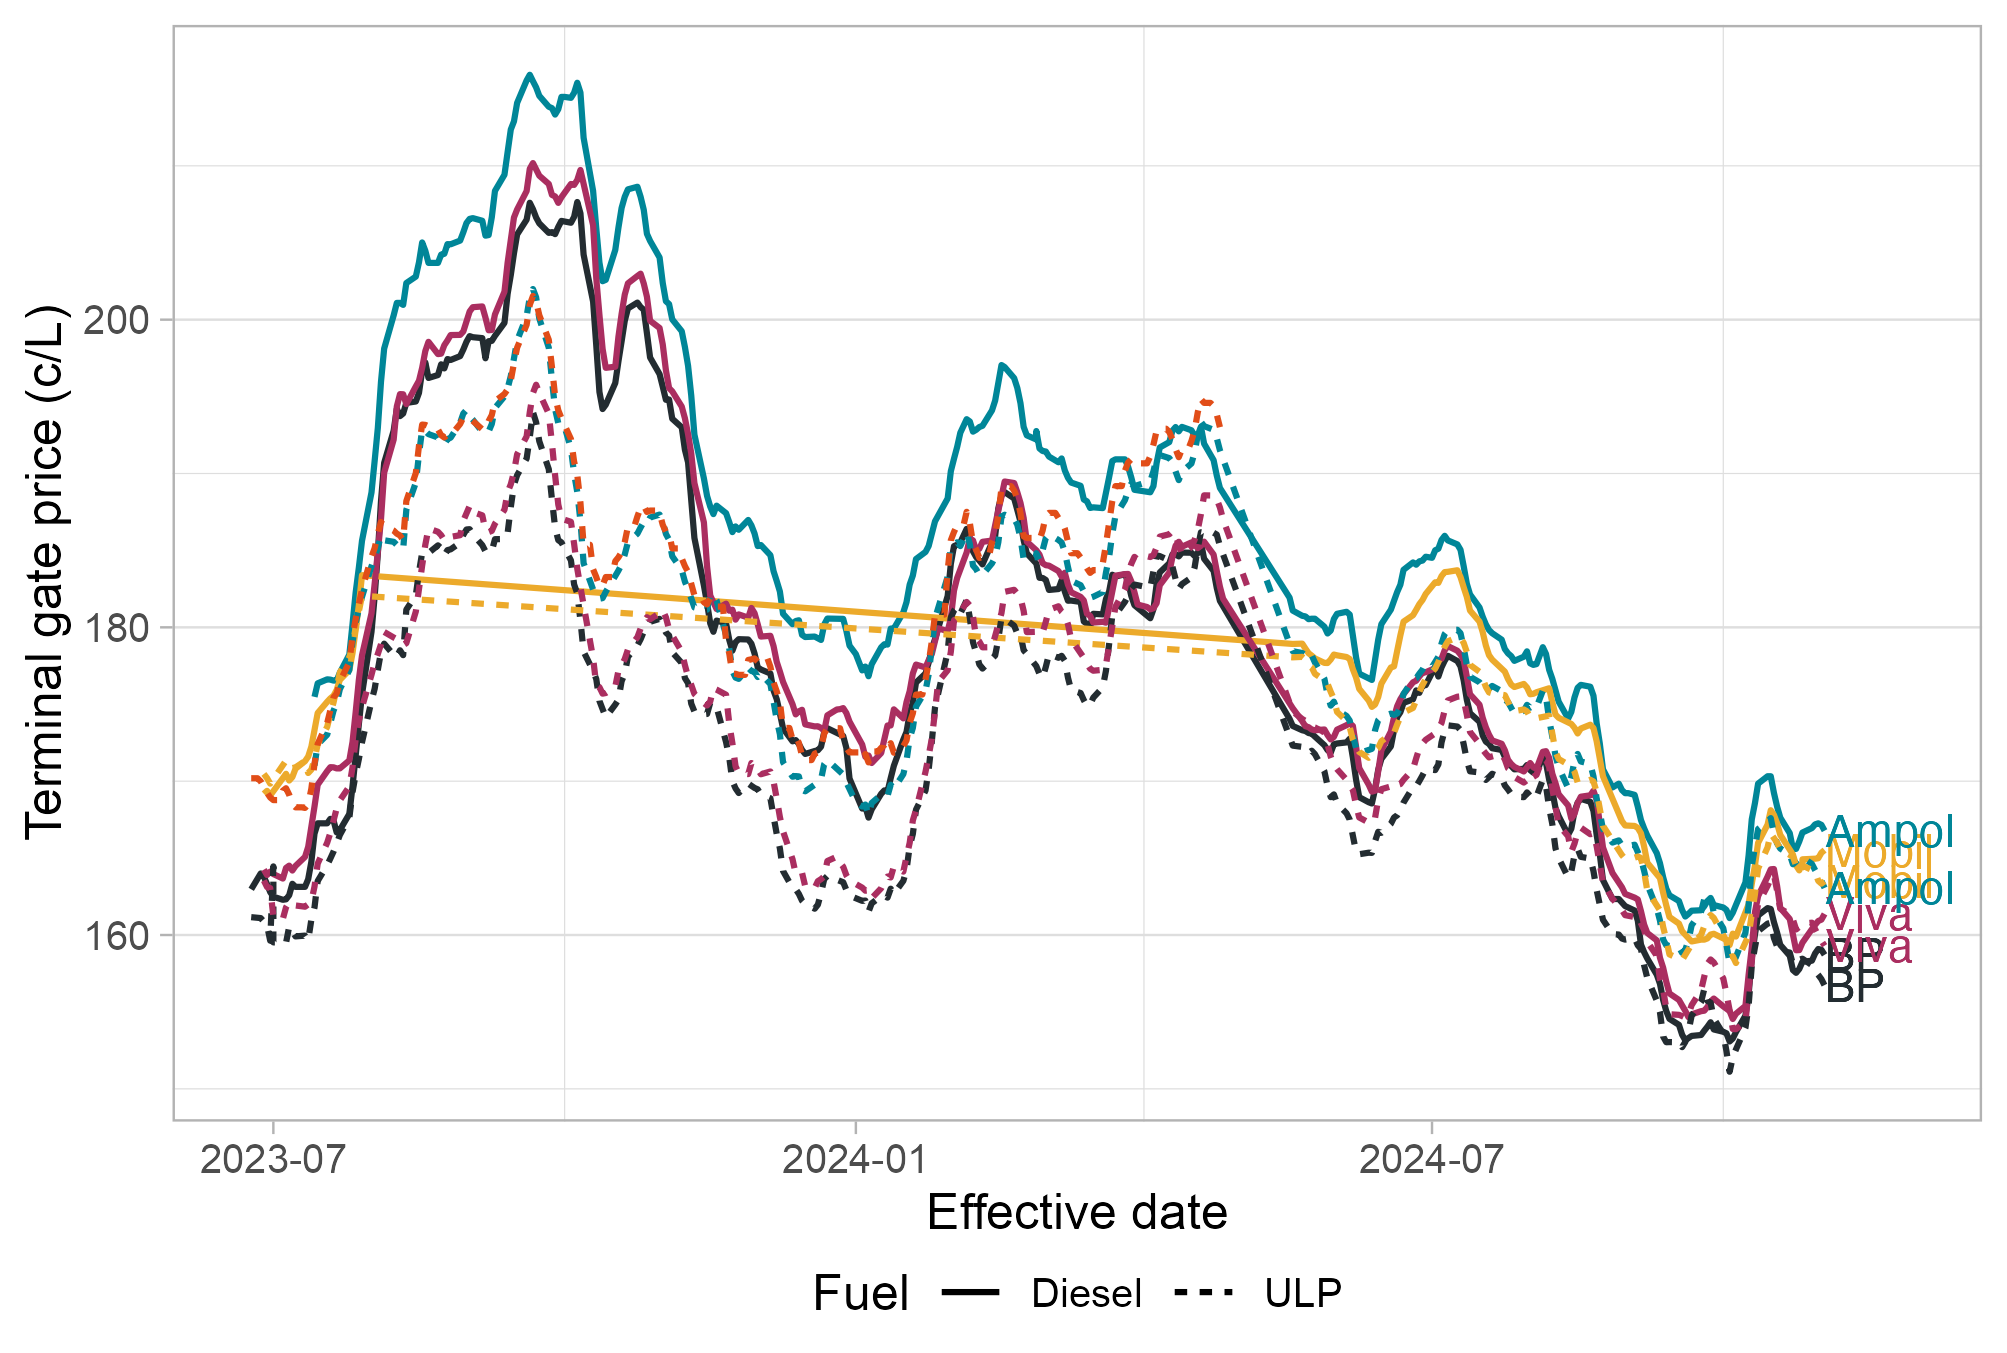 Terminal gate price (c/L)
200
180
160
Ampol
Mobil
Mobil
Ampol
Viva
Viva
BP
BP
2023-07
2024-01
2024-07
Effective date
Fuel
Diesel
ULP